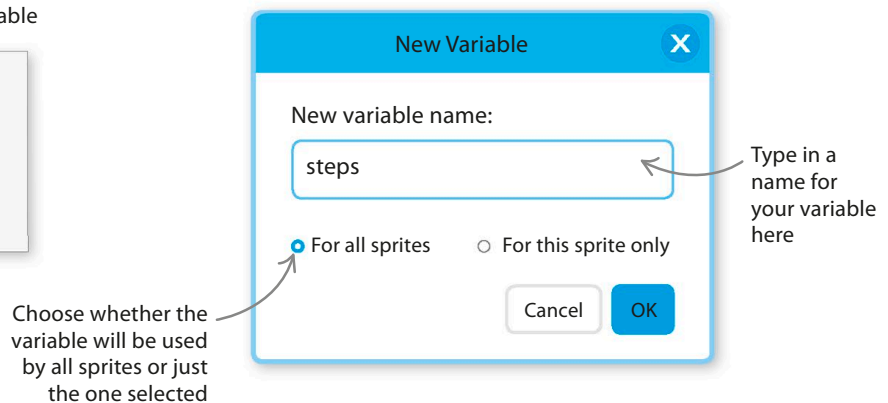 New Variable
X
New variable name:
steps
Type in a
name for
your variable
here
For all sprites
For this sprite only
Choose whether the
variable will be used
by all sprites or just
the one selected
Cancel
OK